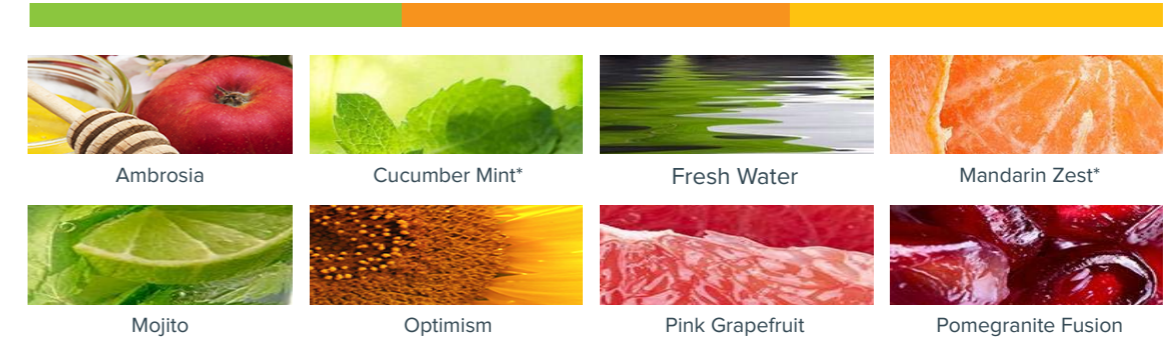 Ambrosia
Cucumber Mint*
Fresh Water
Mandarin Zest*
Mojito
Optimism
Pink Grapefruit
Pomegranite Fusion